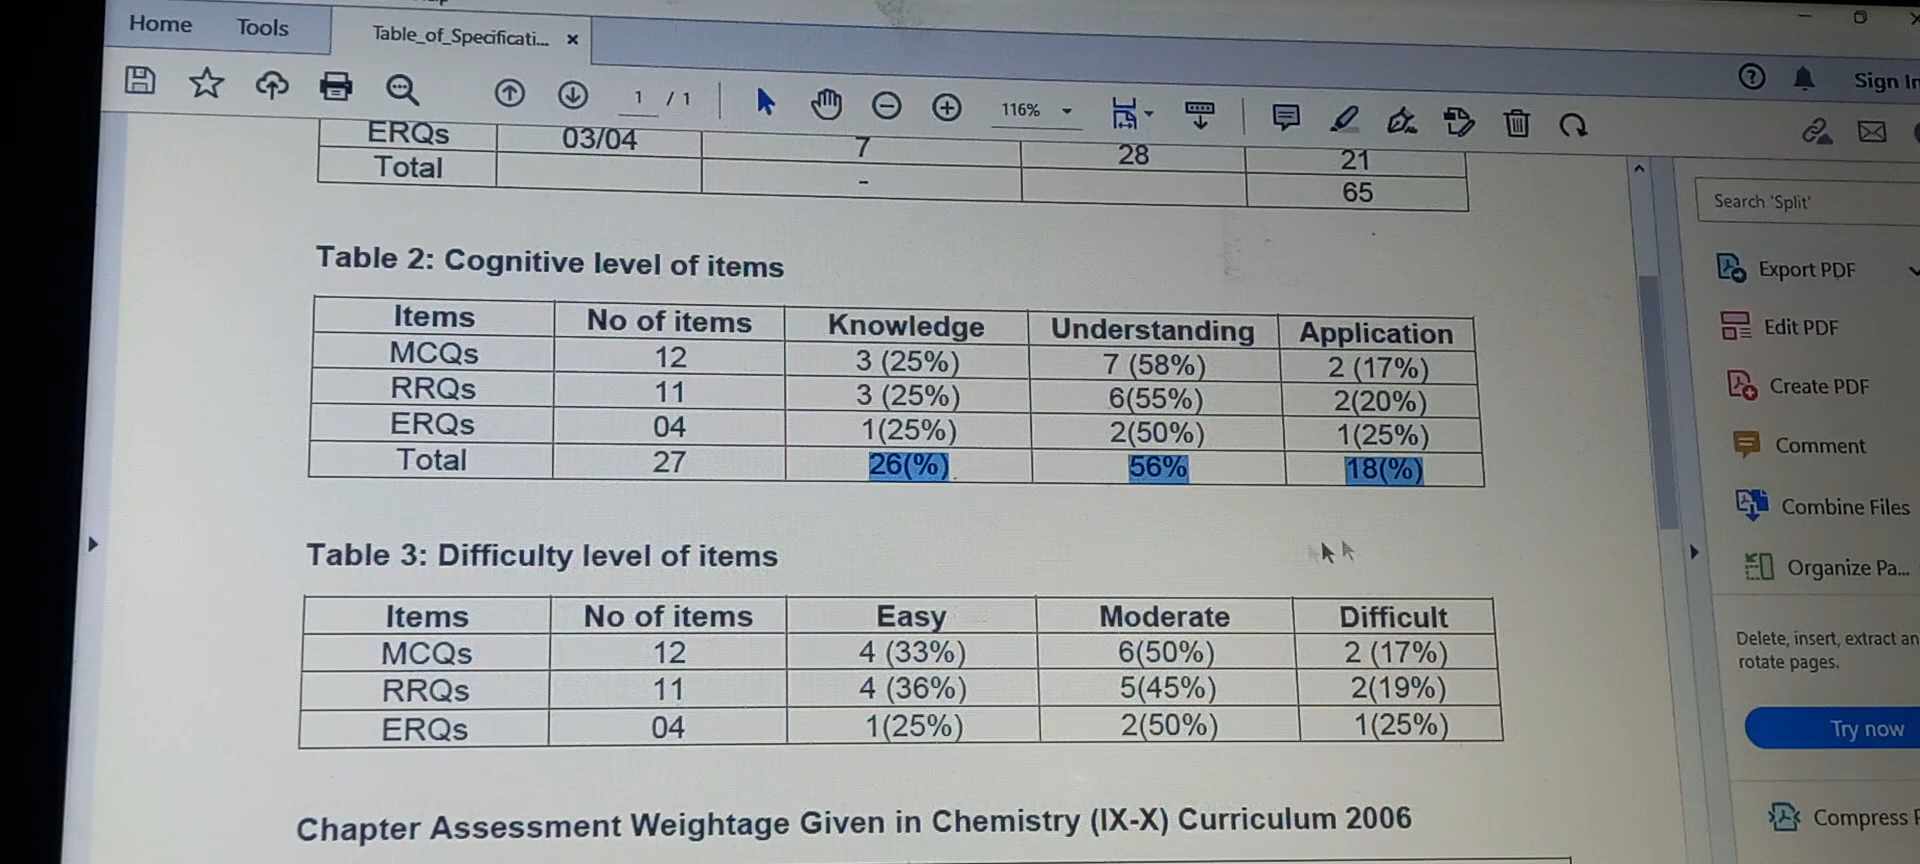 Home Tools Table_of_Specificati... ×
Sign In
1 / 1 116%
ERQs 03/04 7 28 21
Total - 65
Search 'Split'
Table 2: Cognitive level of items
Export PDF
Items No of items Knowledge Understanding Application
Edit PDF
MCQs 12 3 (25%) 7 (58%) 2 (17%)
RRQs 11 3 (25%) 6(55%) 2(20%)
Create PDF
ERQs 04 1(25%) 2(50%) 1(25%)
Comment
Total 27 26(%) 56% 18(%)
Combine Files
Table 3: Difficulty level of items
Organize Pa...
Items No of items Easy Moderate Difficult
MCQs 12 4 (33%) 6(50%) 2 (17%)
Delete, insert, extract an
rotate pages.
RRQs 11 4 (36%) 5(45%) 2(19%)
ERQs 04 1(25%) 2(50%) 1(25%)
Try now
Chapter Assessment Weightage Given in Chemistry (IX-X) Curriculum 2006
Compress P